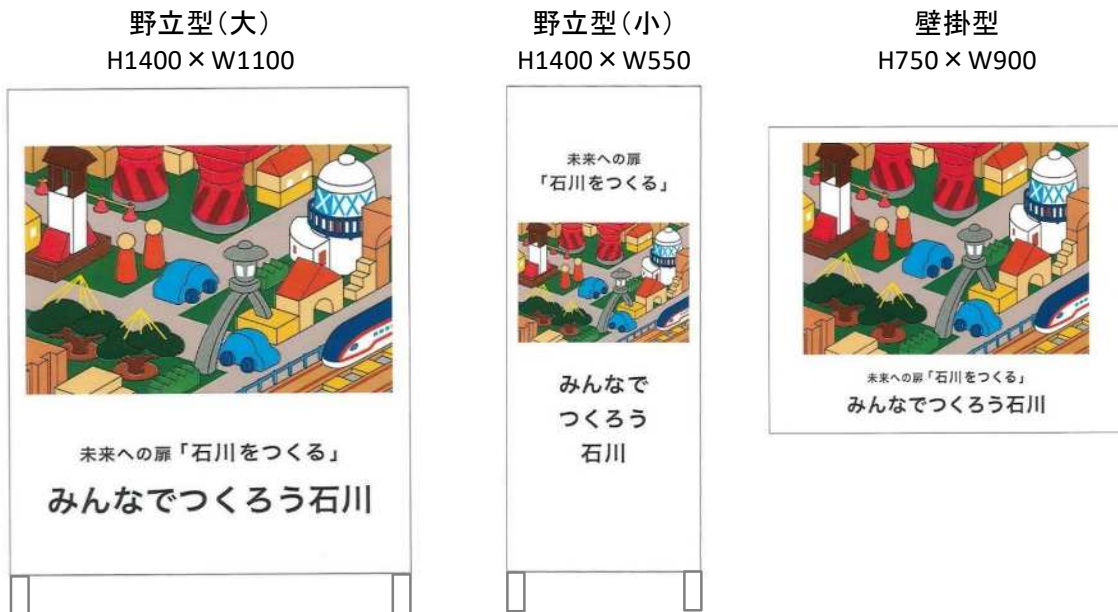 野立型（大）
H1400×W1100
未来への扉「石川をつくる」
みんなでつくろう石川
野立型（小）
H1400×W550
未来への扉
「石川をつくる」
みんなで
つくろう
石川
壁掛型
H750×W900
未来への扉「石川をつくる」
みんなでつくろう石川